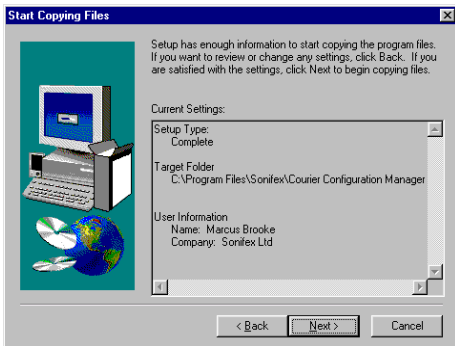 Start Copying Files
Setup has enough information to start copying the program files.
If you want to review or change any settings, click Back. If you
are satisfied with the settings, click Next to begin copying files.
Current Settings:
Setup Type:
Complete
Target Folder
C:\Program Files\Sonifex\Courier Configuration Manager
User Information
Name: Marcus Brooke
Company: Sonifex Ltd
< Back
Next >
Cancel